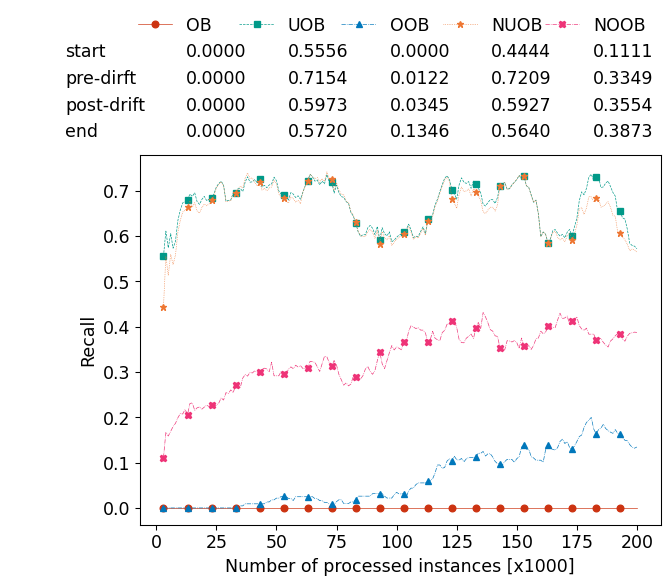 OB UOB OOB NUOB NOOB
start 0.0000 0.5556 0.0000 0.4444 0.1111
pre-dirft 0.0000 0.7154 0.0122 0.7209 0.3349
post-drift 0.0000 0.5973 0.0345 0.5927 0.3554
end 0.0000 0.5720 0.1346 0.5640 0.3873
0.7
0.6
0.5
0.4
0.3
0.2
0.1
0.0
Recall
0 25 50 75 100 125 150 175 200
Number of processed instances [x1000]